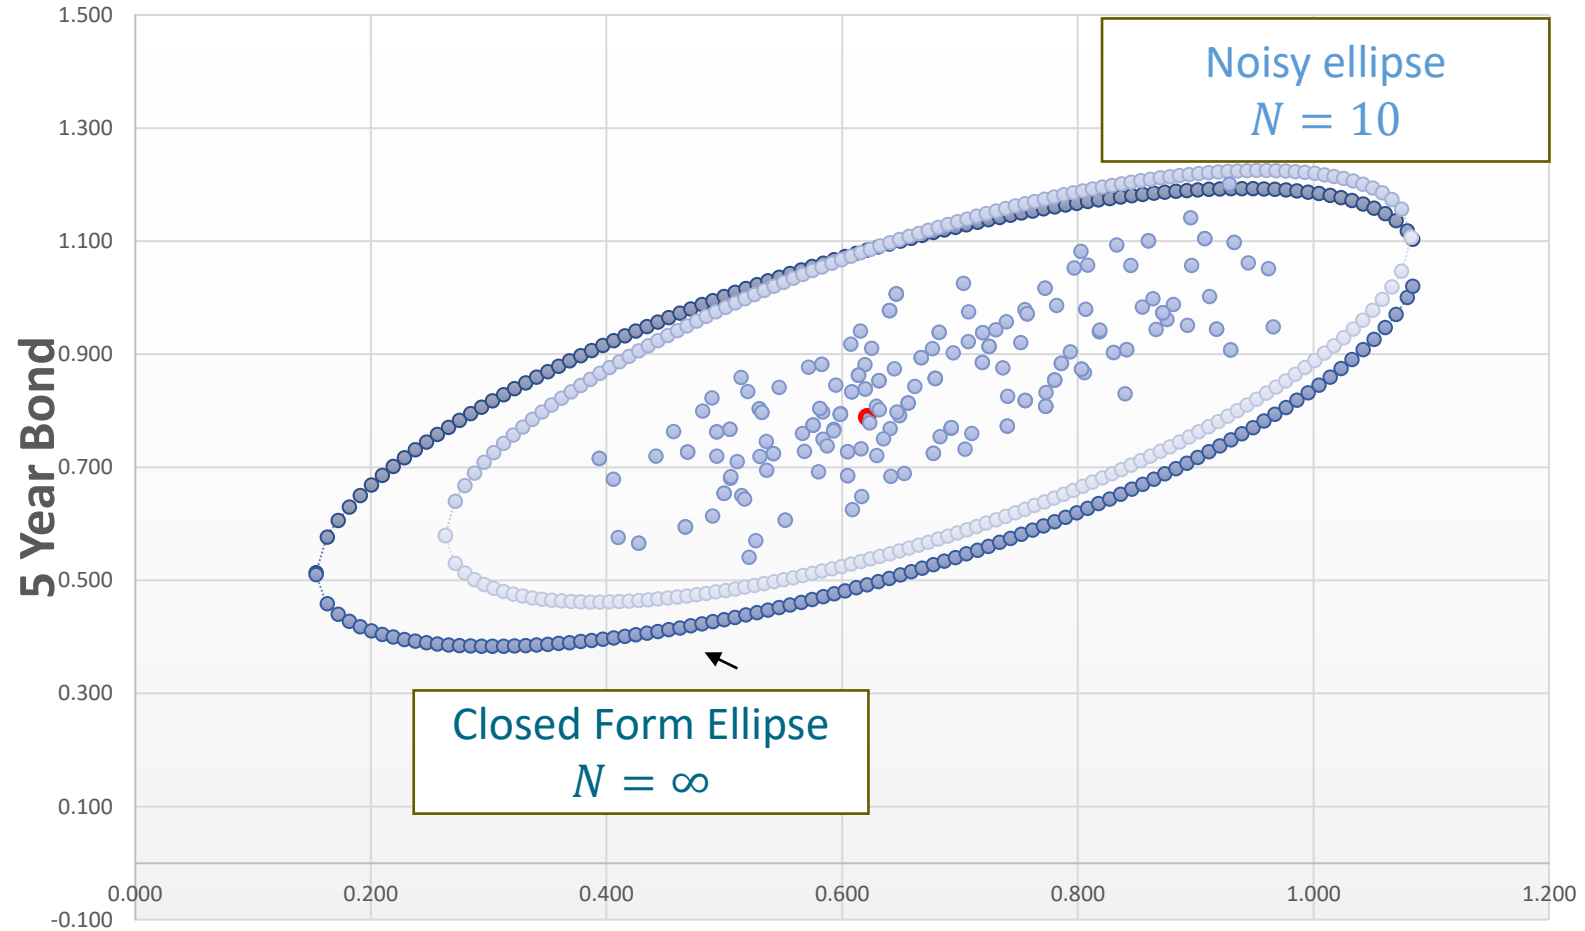 1.500
1.300
1.100
0.900
0.700
0.500
0.300
0.100
-0.100
5 Year Bond
Noisy ellipse
N = 10
Closed Form Ellipse
N = ∞
0.000 0.200 0.400 0.600 0.800 1.000 1.200